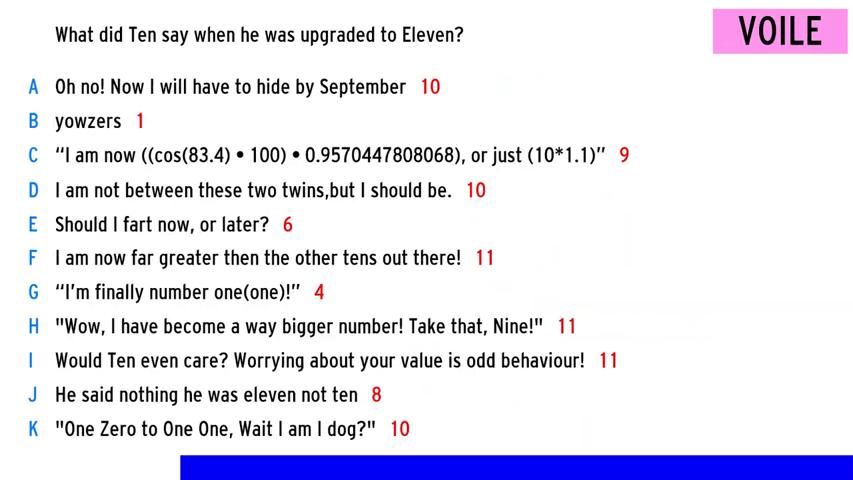 What did Ten say when he was upgraded to Eleven?
VOILE
A Oh no! Now I will have to hide by September 10
B yowzers 1
C “I am now ((cos(83.4) • 100) • 0.9570447808068), or just (10*1.1)” 9
D I am not between these two twins,but I should be. 10
E Should I fart now, or later? 6
F I am now far greater then the other tens out there! 11
G “I’m finally number one(one)!” 4
H "Wow, I have become a way bigger number! Take that, Nine!" 11
I Would Ten even care? Worrying about your value is odd behaviour! 11
J He said nothing he was eleven not ten 8
K "One Zero to One One, Wait I am I dog?" 10